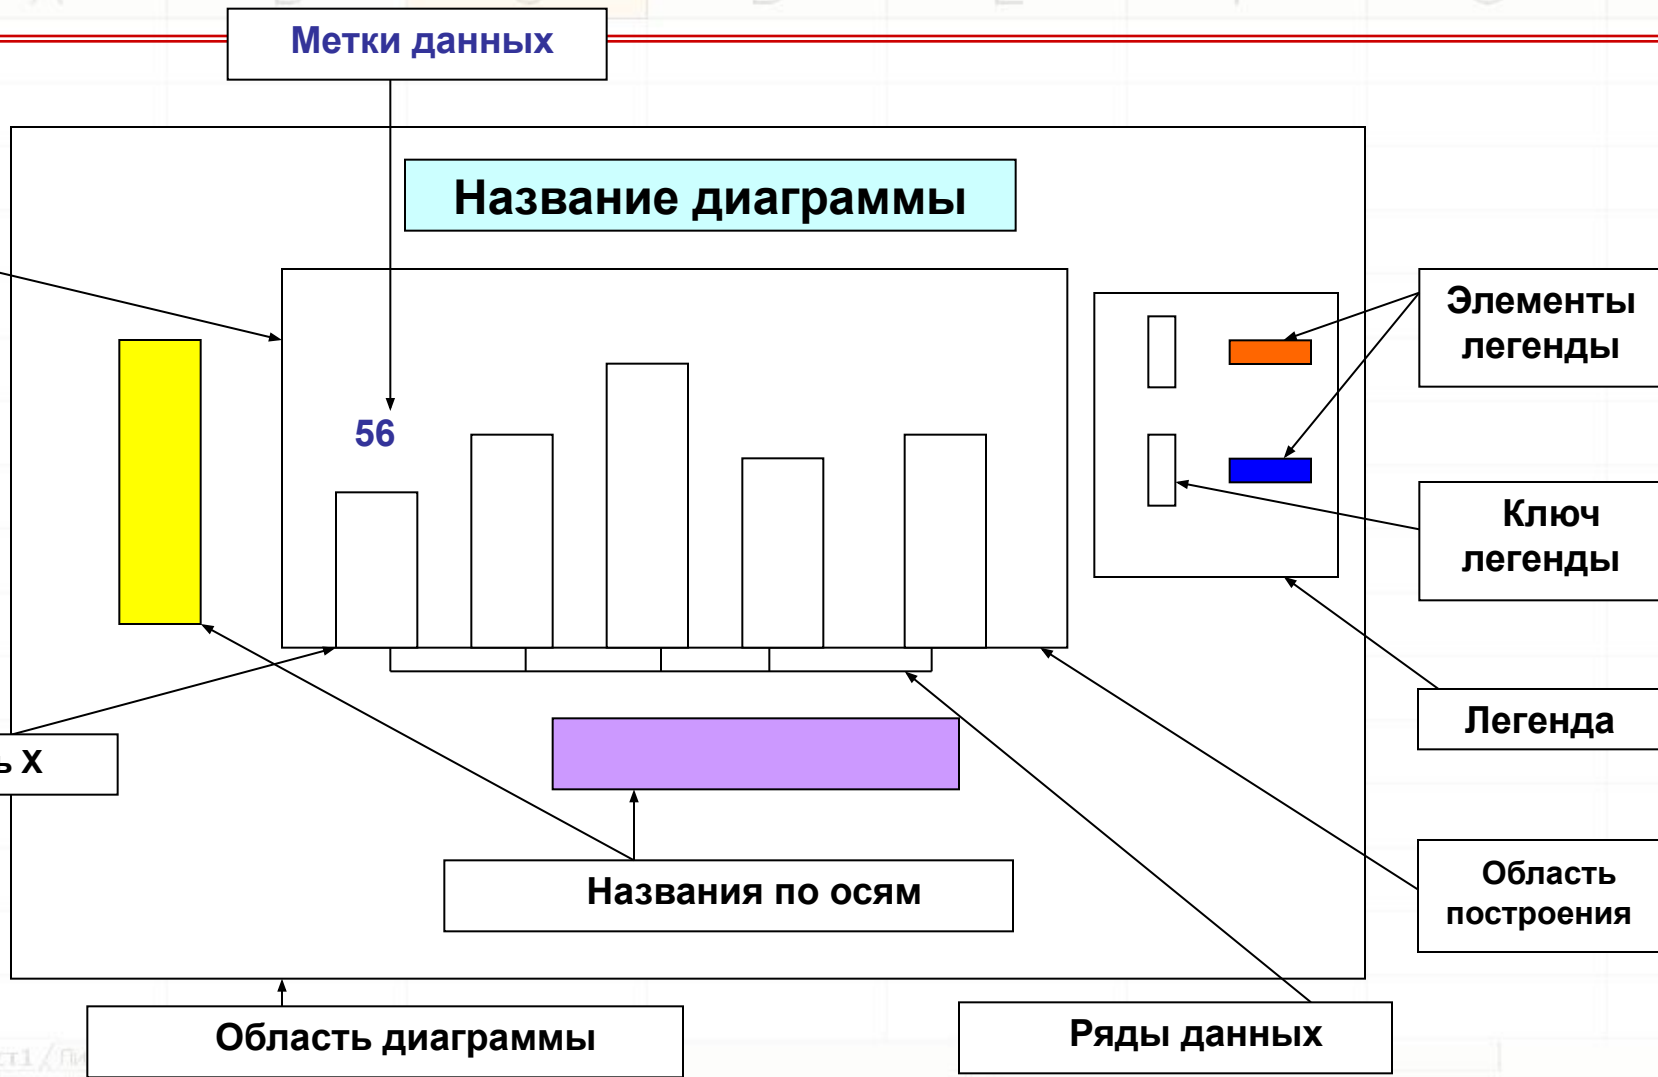 Метки данных
Название диаграммы
Элементы
легенды
56
Ключ
легенды
Легенда
ь X
Область
построения
Названия по осям
Область диаграммы
Ряды данных